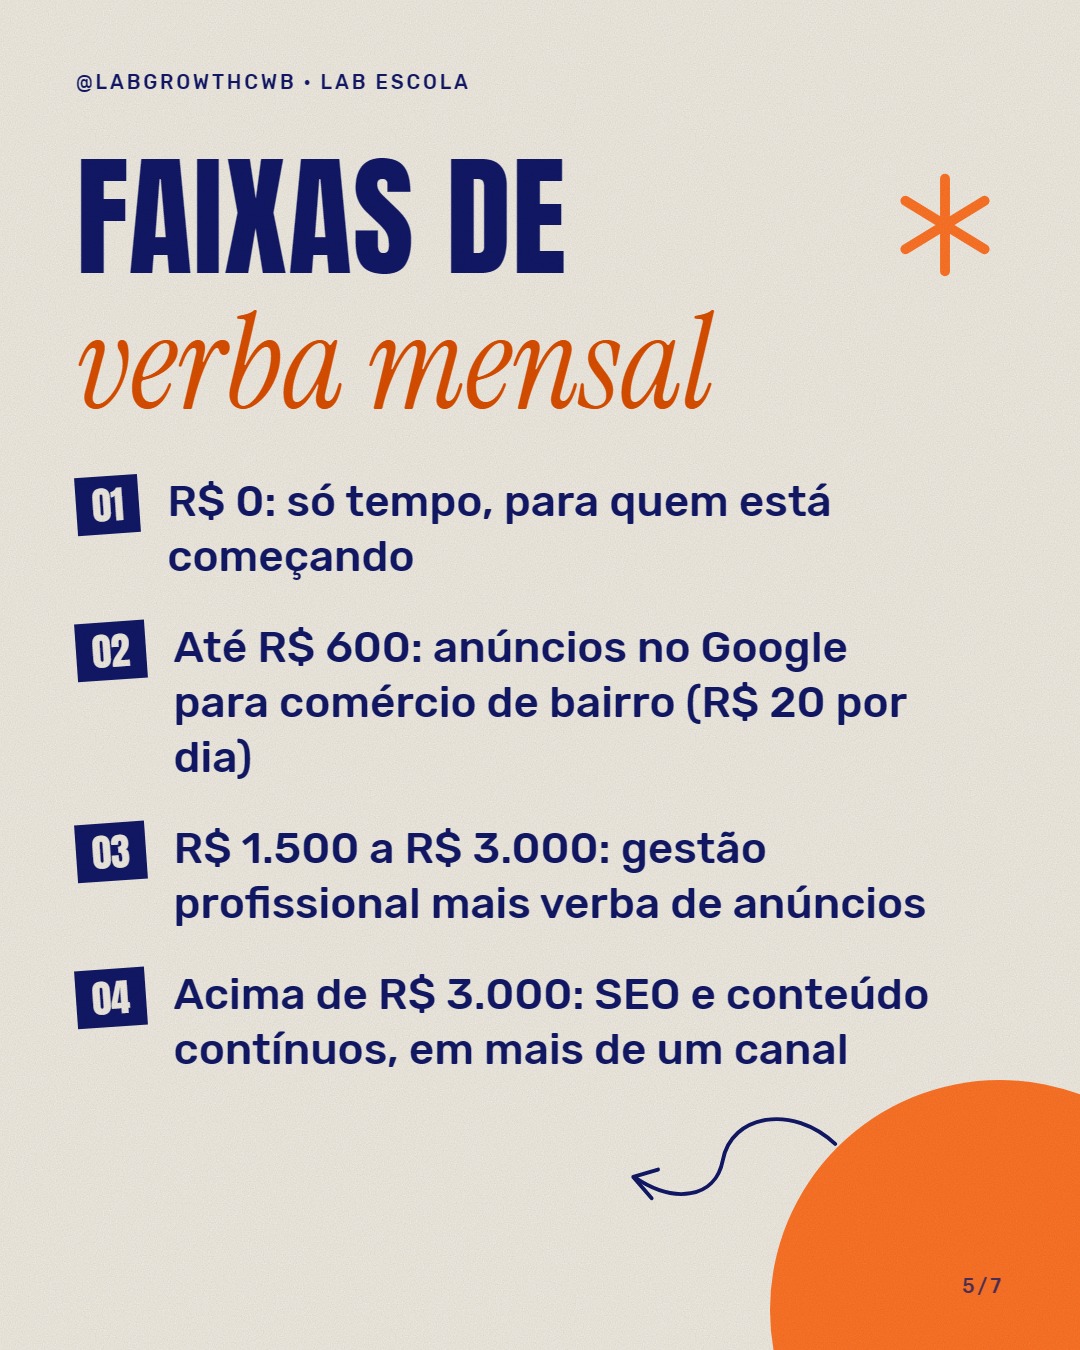 @LABGROWTHCWB • LAB ESCOLA
FAIXAS DE
verba mensal
01 R$ 0: só tempo, para quem está
começando
02 Até R$ 600: anúncios no Google
para comércio de bairro (R$ 20 por
dia)
03 R$ 1.500 a R$ 3.000: gestão
profissional mais verba de anúncios
04 Acima de R$ 3.000: SEO e conteúdo
contínuos, em mais de um canal
5/7